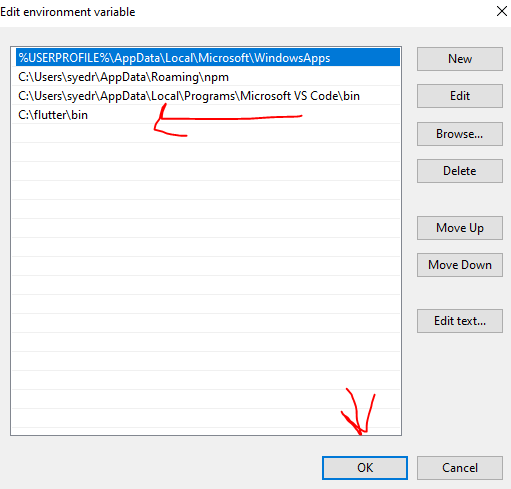 Edit environment variable
%USERPROFILE%\AppData\Local\Microsoft\WindowsApps
C:\Users\syedr\AppData\Roaming\npm
C:\Users\syedr\AppData\Local\Programs\Microsoft VS Code\bin
C:\flutter\bin
New
Edit
Browse...
Delete
Move Up
Move Down
Edit text...
OK
Cancel